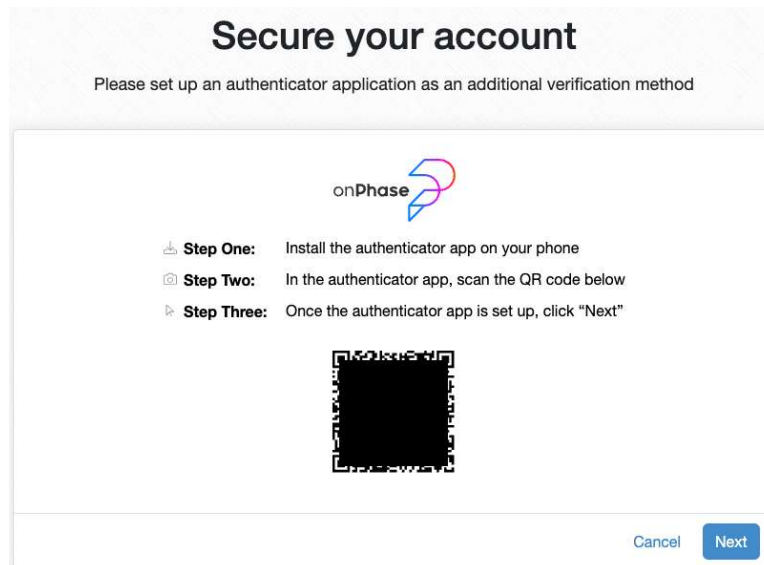 Secure your account
Please set up an authenticator application as an additional verification method
onPhase
Step One: Install the authenticator app on your phone
Step Two: In the authenticator app, scan the QR code below
Step Three: Once the authenticator app is set up, click “Next”
Cancel Next